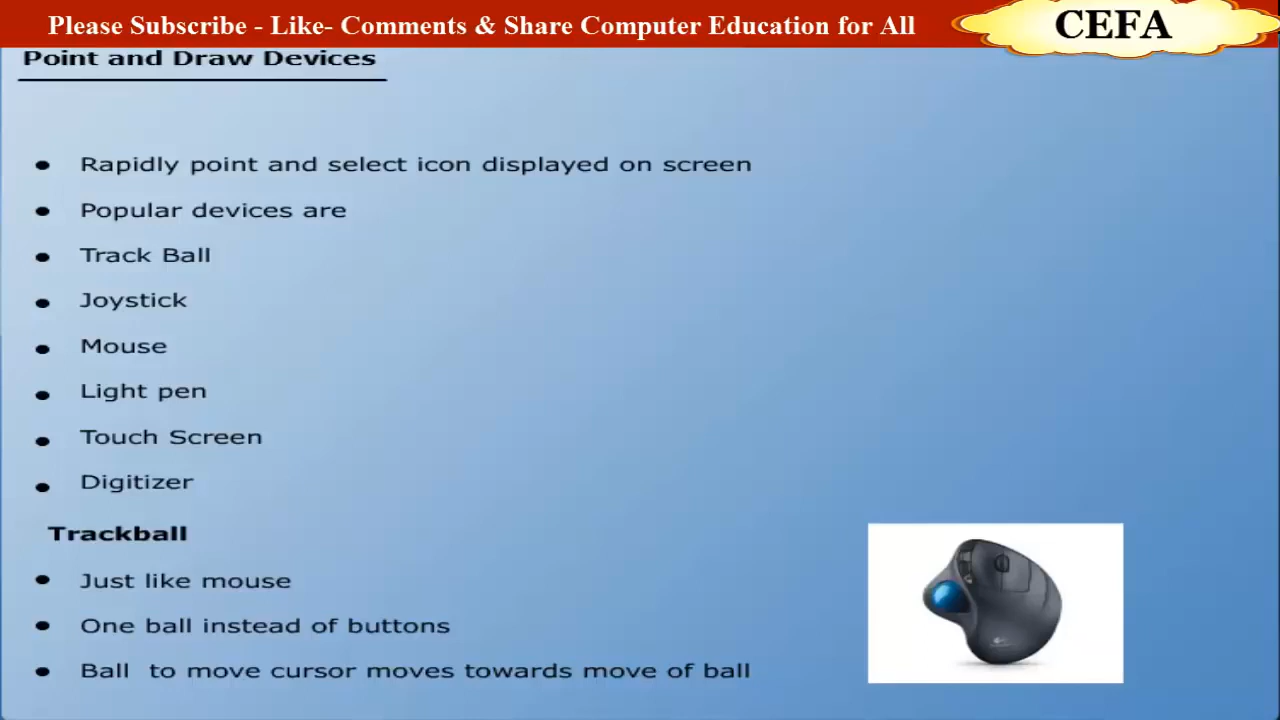 Please Subscribe - Like- Comments & Share Computer Education for All
CEFA
Point and Draw Devices
● Rapidly point and select icon displayed on screen
● Popular devices are
● Track Ball
● Joystick
● Mouse
● Light pen
● Touch Screen
● Digitizer
Trackball
● Just like mouse
● One ball instead of buttons
● Ball to move cursor moves towards move of ball